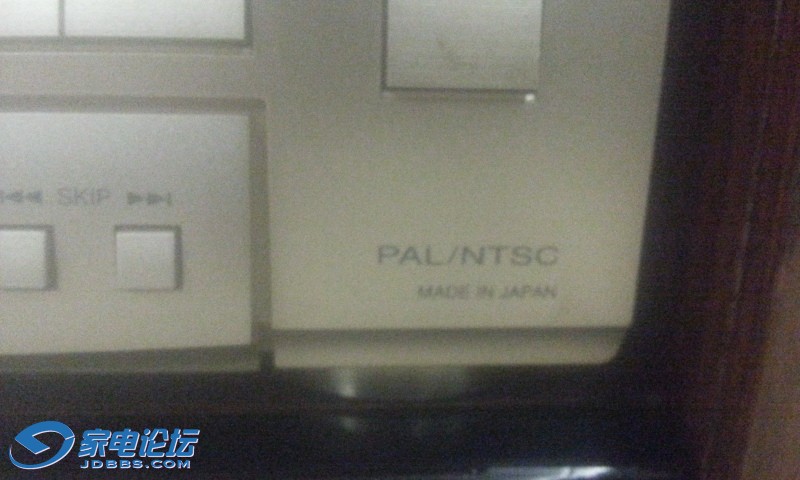 SKIP
PAL/NTSC
MADE IN JAPAN
家电论坛
JDBBS.COM